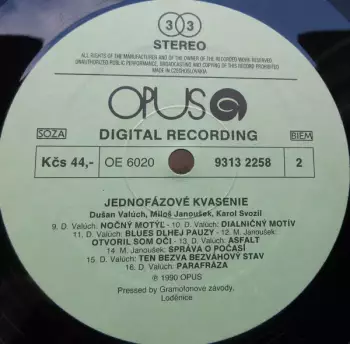 3 3
STEREO
ALL RIGHTS OF THE MANUFACTURER AND OF THE OWNER OF THE RECORDED WORK RESERVED.
UNAUTHORIZED PUBLIC PERFORMANCE, BROADCASTING AND COPYING OF THIS RECORD PROHIBITED
MADE IN CZECHOSLOVAKIA
OPUS
SOZA DIGITAL RECORDING BIEM
Kčs 44,- OE 6020 9313 2258 2
JEDNOFÁZOVÉ KVASENIE
Dušan Valúch, Miloš Janoušek, Karol Svozil
9. D. Valúch: NOČNÝ MOTÝĽ 10. D. Valúch: DIALNIČNÝ MOTÍV
11. D. Valúch: BLUES DLHEJ PAUZY - 12. M. Janoušek:
OTVORIL SOM OČI - 13. D. Valúch: ASFALT
14. M. Janoušek: SPRÁVA O POČASÍ
15. D. Valúch: TEN BEZVA BEZVÁHOVÝ STAV
16. D. Valúch: PARAFRÁZA
℗ 1990 OPUS
Pressed by Gramofonové závody,
Loděnice